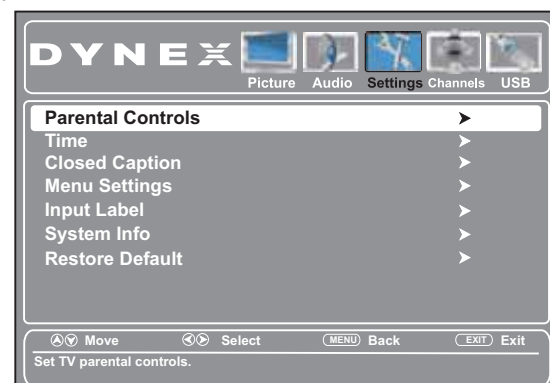 DYNEX
Picture Audio Settings Channels USB
Parental Controls
Time
Closed Caption
Menu Settings
Input Label
System Info
Restore Default
Move Select MENU Back EXIT Exit
Set TV parental controls.